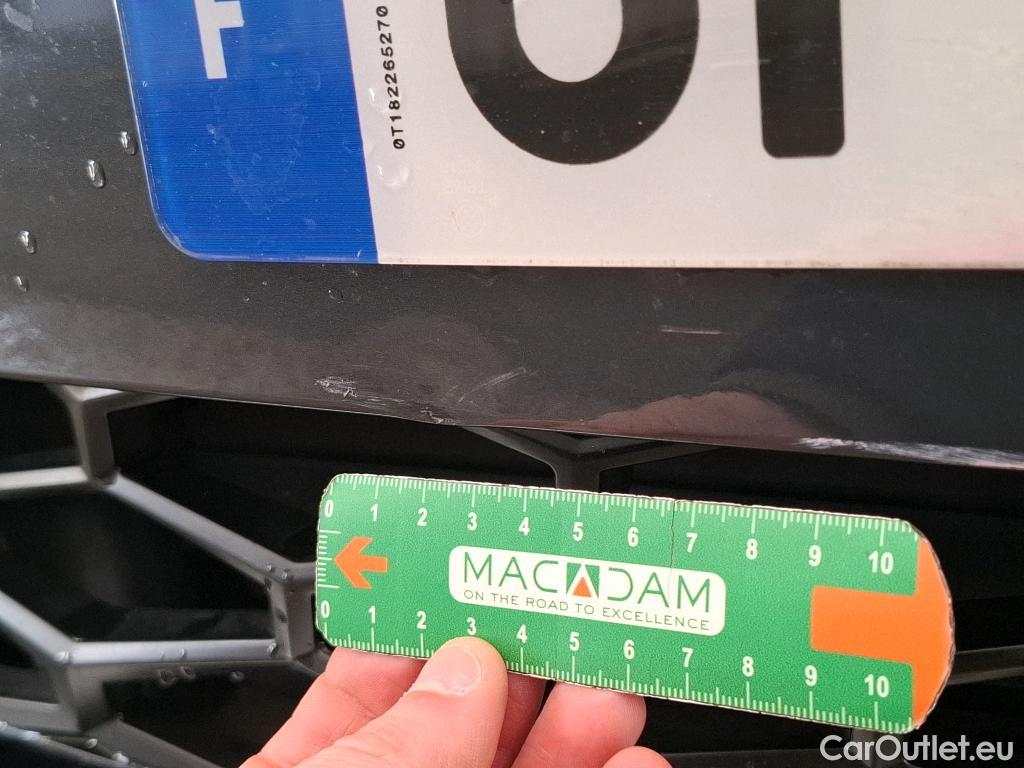 F
0T182265270
0 1 2 3 4 5 6 7 8 9 10
MACADAM
ON THE ROAD TO EXCELLENCE
0 1 2 3 4 5 6 7 8 9 10
CarOutlet.eu